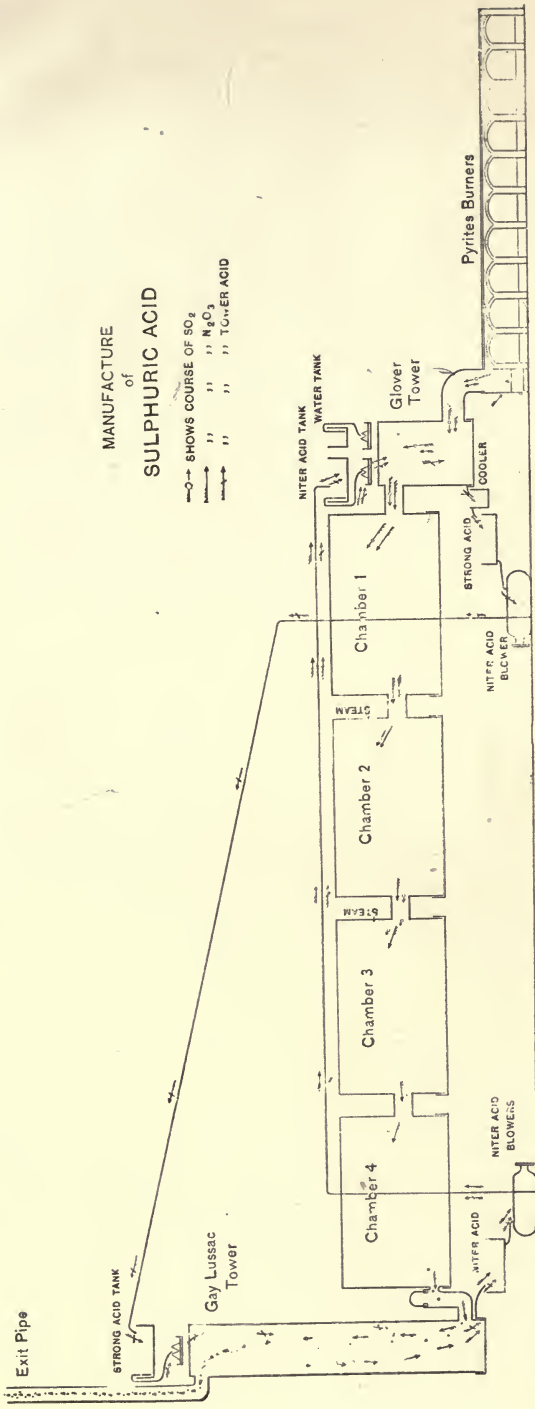 MANUFACTURE
of
SULPHURIC ACID
SHOWS COURSE OF SO₂
,, ,, ,, N₂O₃
,, ,, ,, TOWER ACID
Exit Pipe
STRONG ACID TANK
Gay Lussac
Tower
Chamber 4
NITER ACID
NITER ACID
BLOWERS
Chamber 3
STEAM
Chamber 2
STEAM
Chamber 1
NITER ACID TANK
WATER TANK
Glover
Tower
COOLER
STRONG ACID
NITER ACID
BLOWER
Pyrites Burners